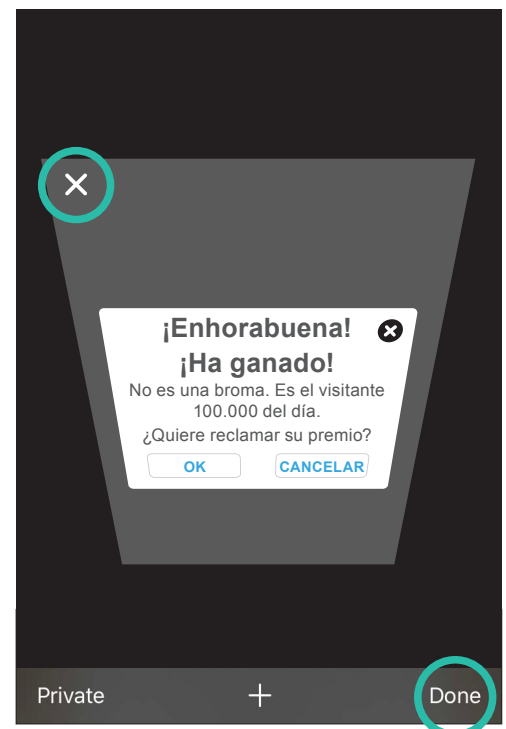 ¡Enhorabuena!
¡Ha ganado!
No es una broma. Es el visitante
100.000 del día.
¿Quiere reclamar su premio?
OK CANCELAR
Private + Done